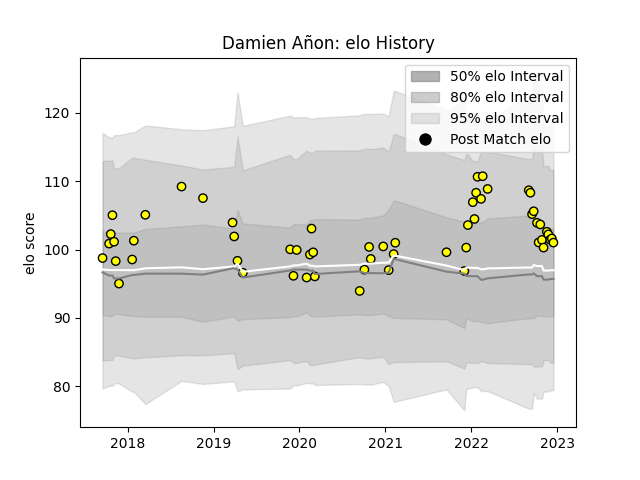 Damien Añon: elo History
50% elo Interval
80% elo Interval
95% elo Interval
Post Match elo
elo score
120
110
100
90
80
2018 2019 2020 2021 2022 2023